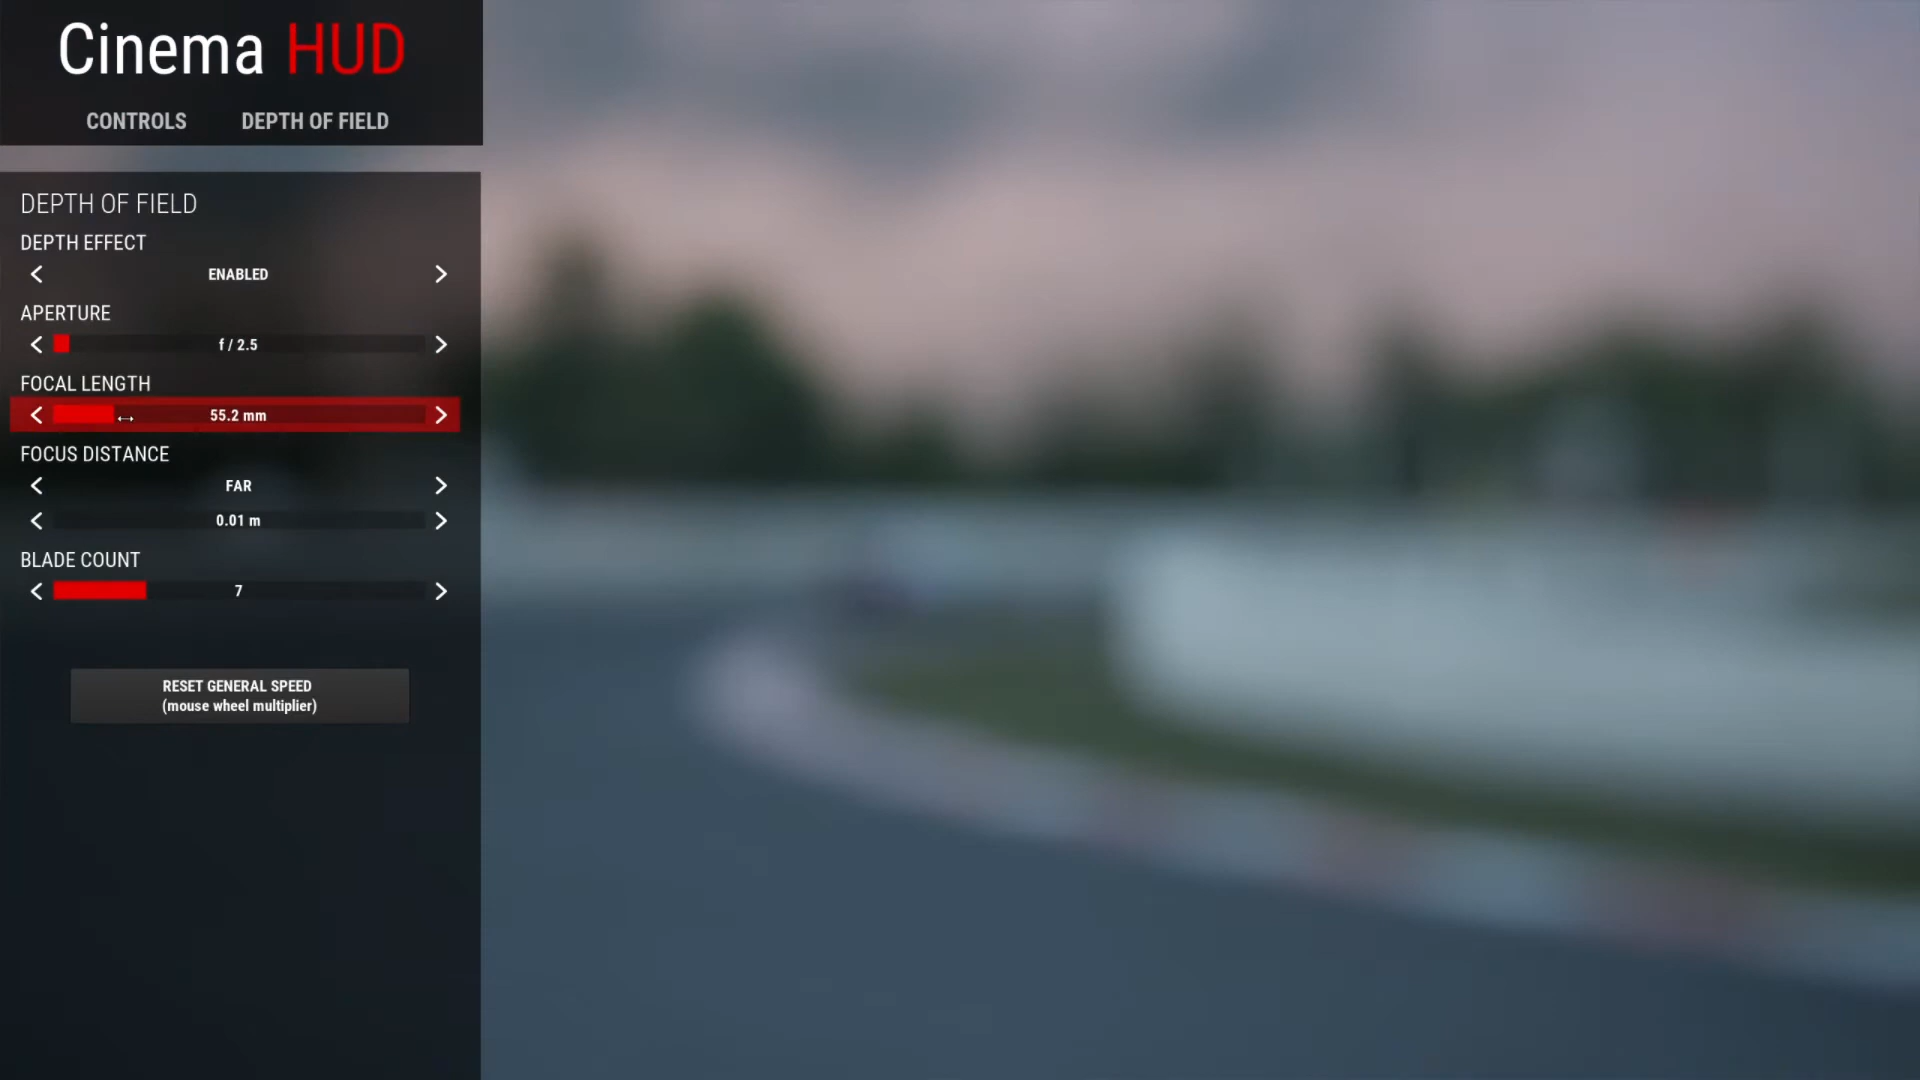 Cinema HUD
CONTROLS DEPTH OF FIELD
DEPTH OF FIELD
DEPTH EFFECT
ENABLED
APERTURE
f / 2.5
FOCAL LENGTH
55.2 mm
FOCUS DISTANCE
FAR
0.01 m
BLADE COUNT
7
RESET GENERAL SPEED
(mouse wheel multiplier)